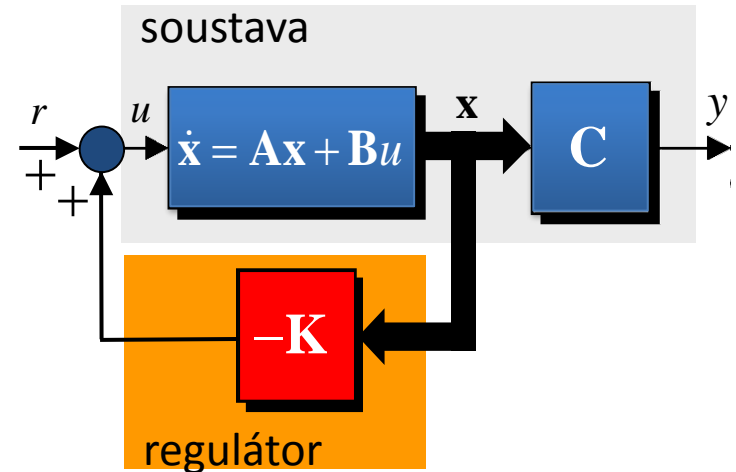 soustava
r
u
x
y
ẋ = Ax + Bu
C
+
+
−K
regulátor